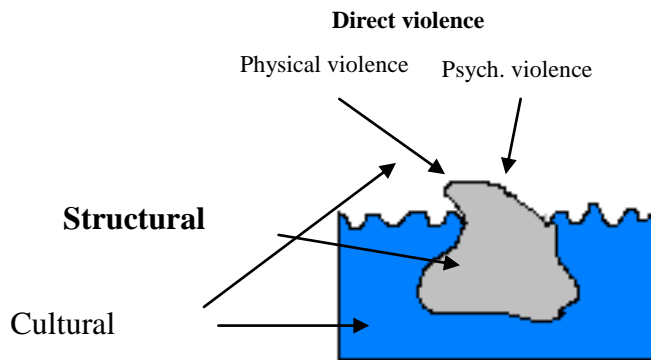 Direct violence
Physical violence
Psych. violence
Structural
Cultural